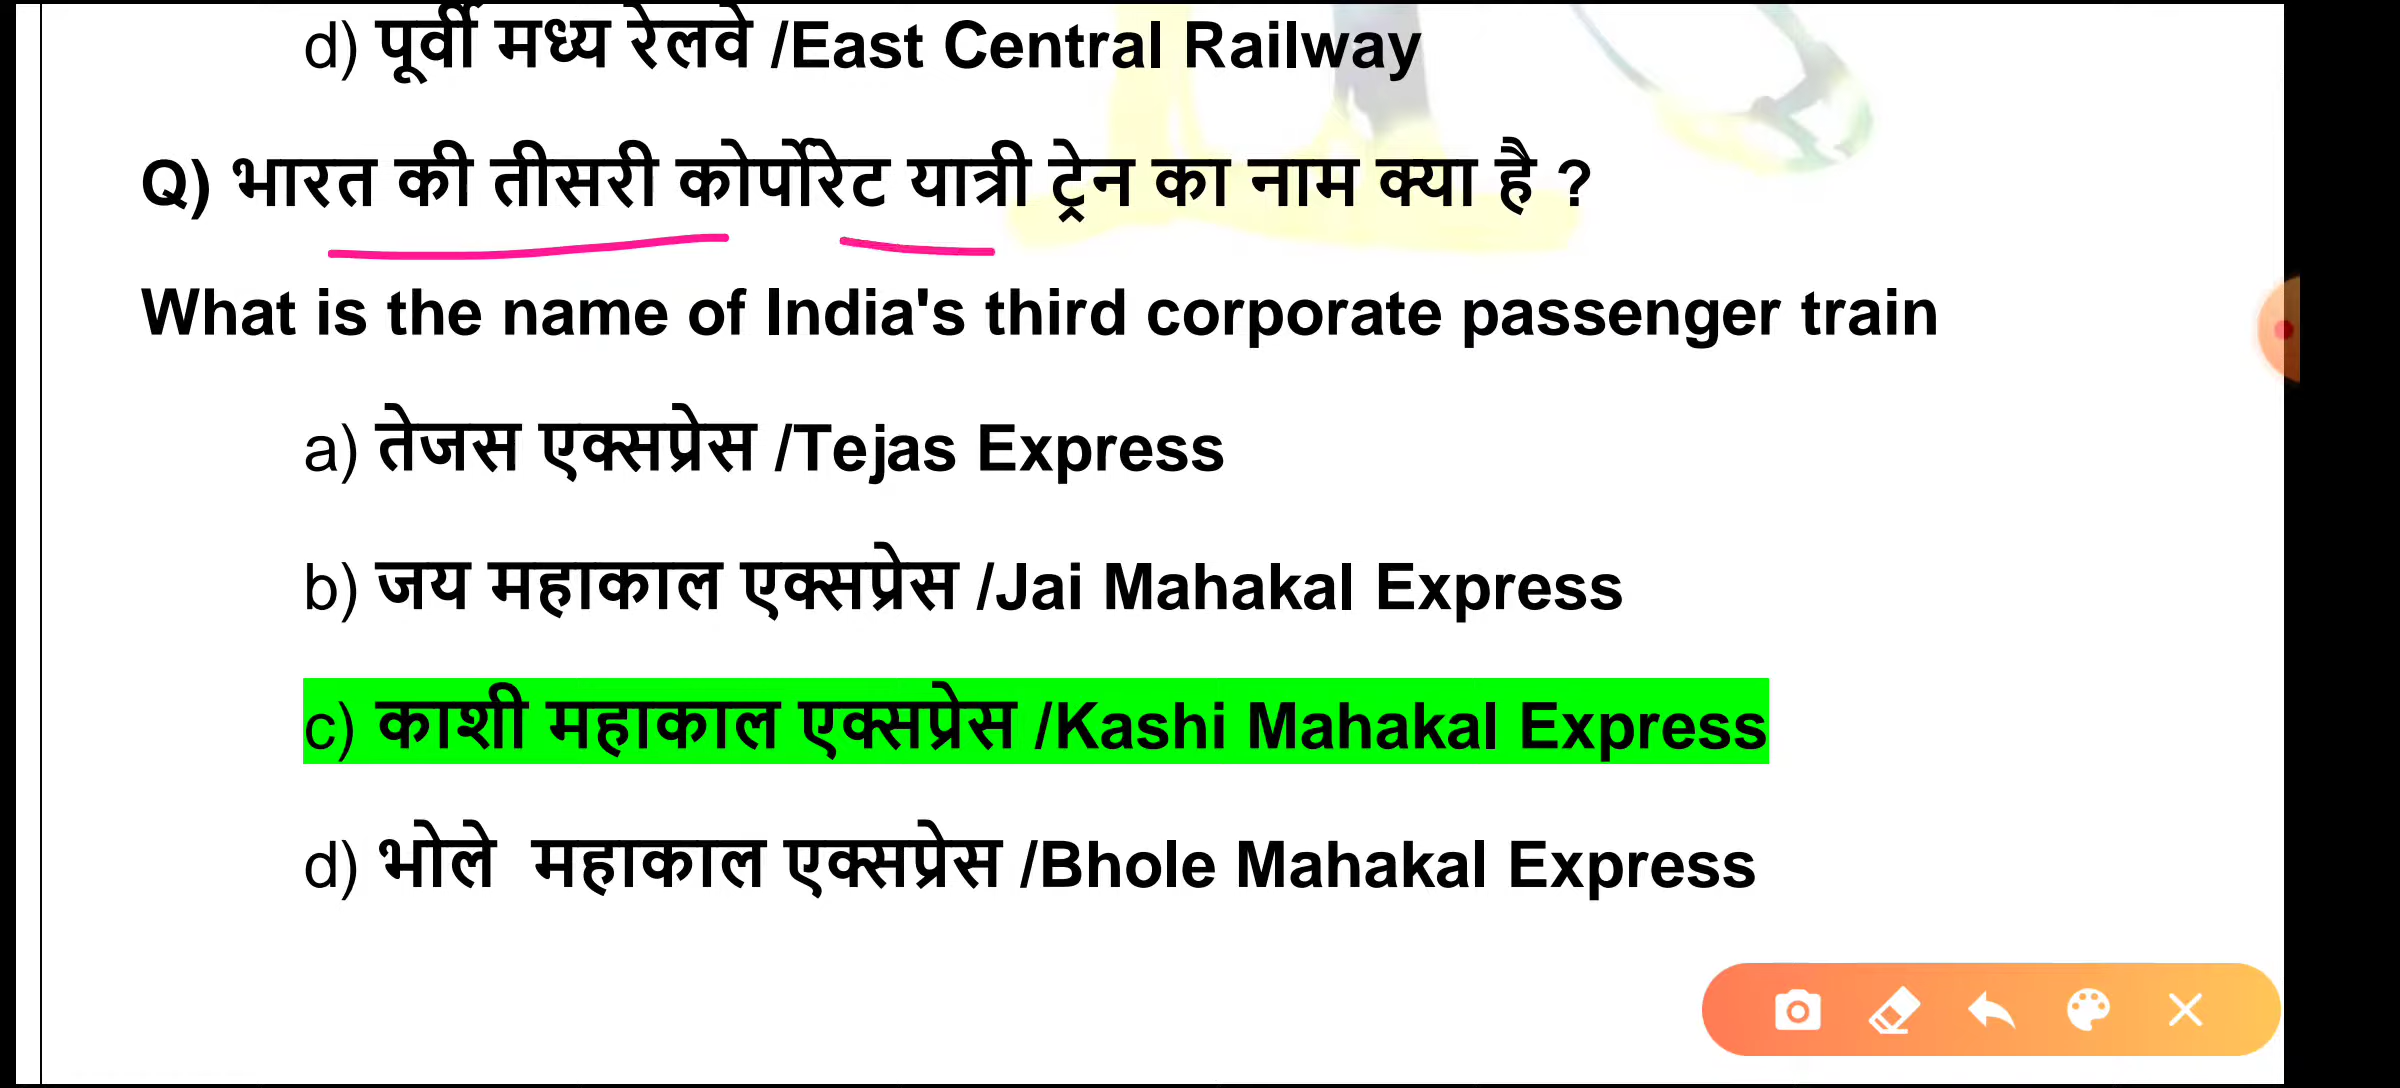 d) पूर्वी मध्य रेलवे /East Central Railway
Q) भारत की तीसरी कोर्पोरेट यात्री ट्रेन का नाम क्या है ?
What is the name of India's third corporate passenger train
a) तेजस एक्सप्रेस /Tejas Express
b) जय महाकाल एक्सप्रेस /Jai Mahakal Express
c) काशी महाकाल एक्सप्रेस /Kashi Mahakal Express
d) भोले महाकाल एक्सप्रेस /Bhole Mahakal Express